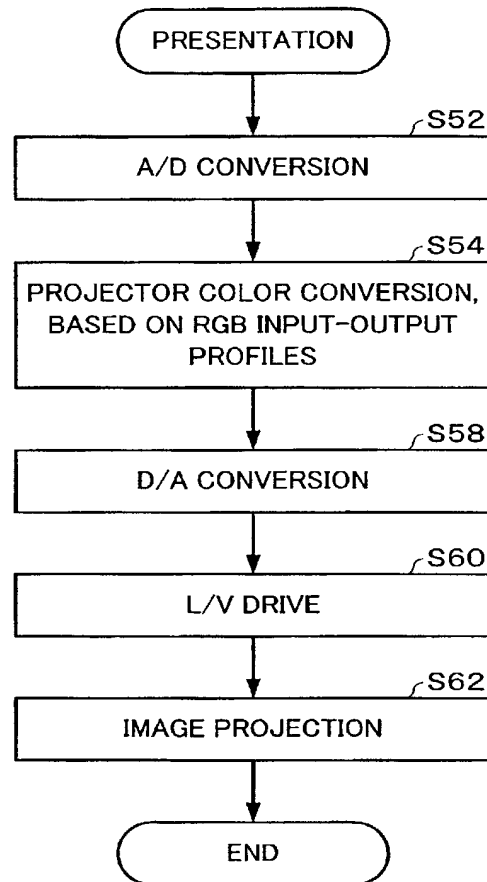 PRESENTATION
S52
A/D CONVERSION
S54
PROJECTOR COLOR CONVERSION,
BASED ON RGB INPUT-OUTPUT
PROFILES
S58
D/A CONVERSION
S60
L/V DRIVE
S62
IMAGE PROJECTION
END